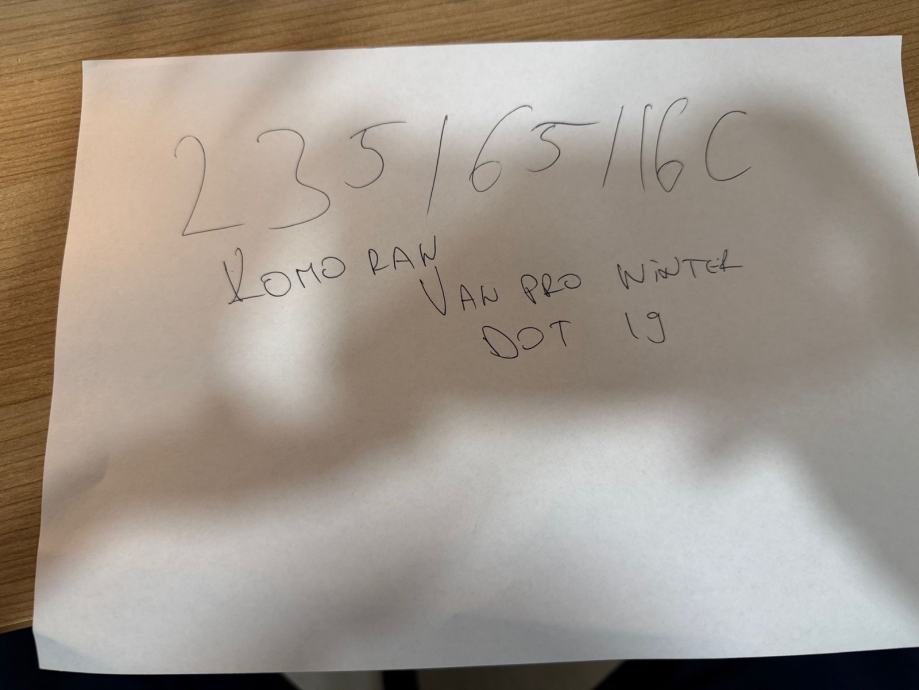 235/65/16C
KOMORAN
VAN PRO WINTER
DOT 19